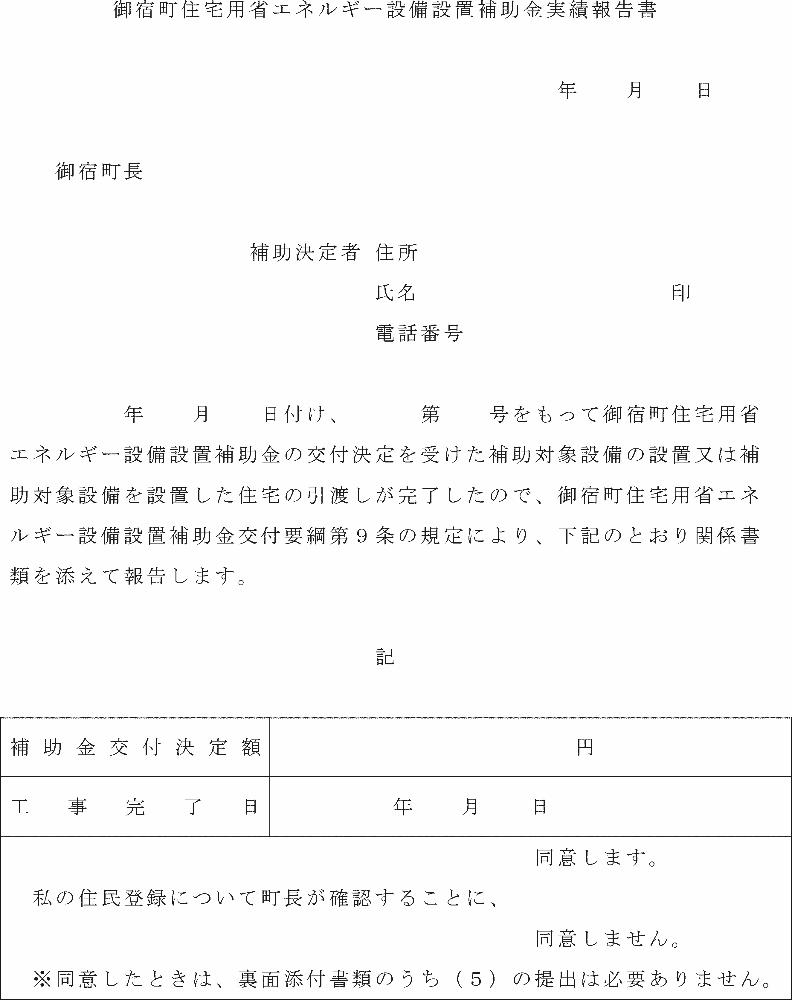 御宿町住宅用省エネルギー設備設置補助金実績報告書
年　　月　　日
御宿町長
補助決定者 住所
氏名　　　　　　　　　　　印
電話番号
年　　月　　日付け、　　　第　　号をもって御宿町住宅用省
エネルギー設備設置補助金の交付決定を受けた補助対象設備の設置又は補
助対象設備を設置した住宅の引渡しが完了したので、御宿町住宅用省エネ
ルギー設備設置補助金交付要綱第９条の規定により、下記のとおり関係書
類を添えて報告します。
記
補助金交付決定額　　　　　　円
工事完了日　　　　　年　　月　　日
同意します。
私の住民登録について町長が確認することに、
同意しません。
※同意したときは、裏面添付書類のうち（５）の提出は必要ありません。